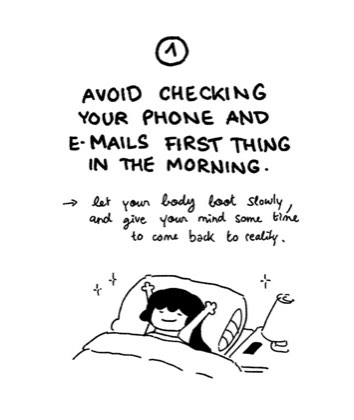 1
AVOID CHECKING
YOUR PHONE AND
E-MAILS FIRST THING
IN THE MORNING.
→ let your body boot slowly,
and give your mind some time
to come back to reality.